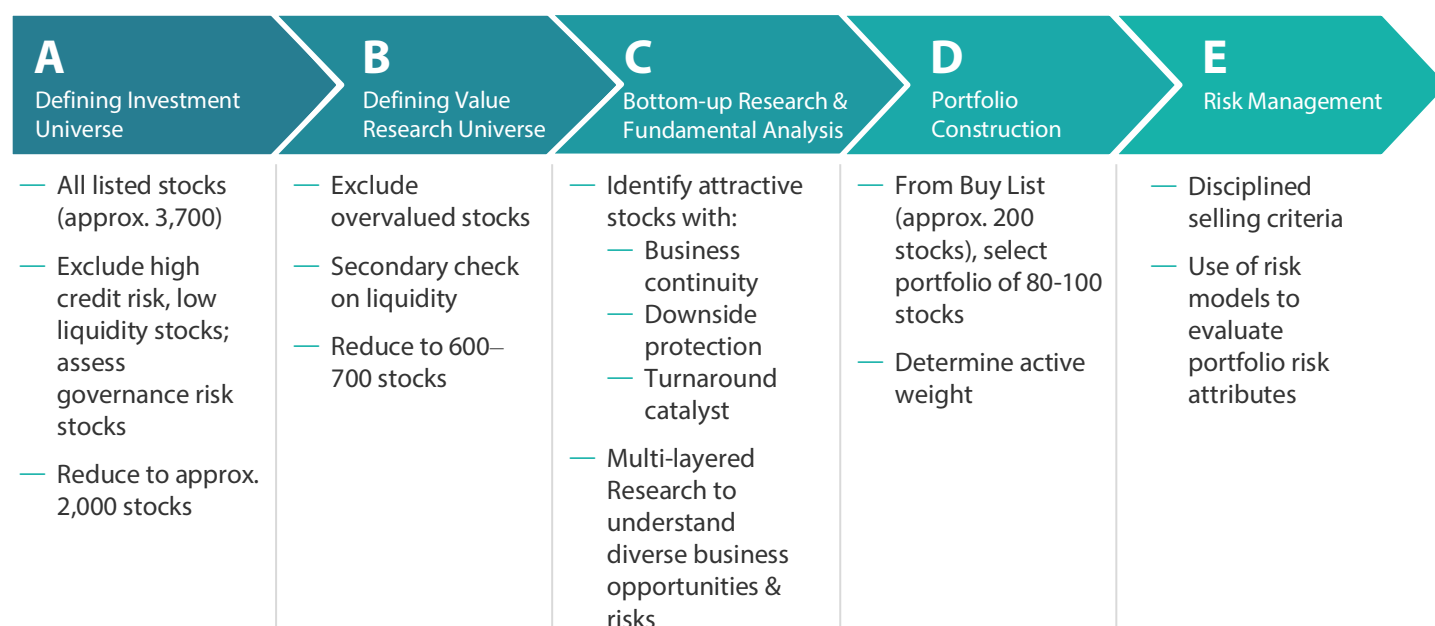 A
Defining Investment
Universe
— All listed stocks
(approx. 3,700)
— Exclude high
credit risk, low
liquidity stocks;
assess
governance risk
stocks
— Reduce to approx.
2,000 stocks
B
Defining Value
Research Universe
— Exclude
overvalued stocks
— Secondary check
on liquidity
— Reduce to 600–
700 stocks
C
Bottom-up Research &
Fundamental Analysis
— Identify attractive
stocks with:
— Business
continuity
— Downside
protection
— Turnaround
catalyst
— Multi-layered
Research to
understand
diverse business
opportunities &
risks
D
Portfolio
Construction
— From Buy List
(approx. 200
stocks), select
portfolio of 80-100
stocks
— Determine active
weight
E
Risk Management
— Disciplined
selling criteria
— Use of risk
models to
evaluate
portfolio risk
attributes